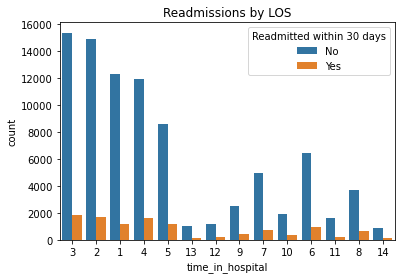 Readmissions by LOS
Readmitted within 30 days
No
Yes
count
16000
14000
12000
10000
8000
6000
4000
2000
0
3 2 1 4 5 13 12 9 7 10 6 11 8 14
time_in_hospital